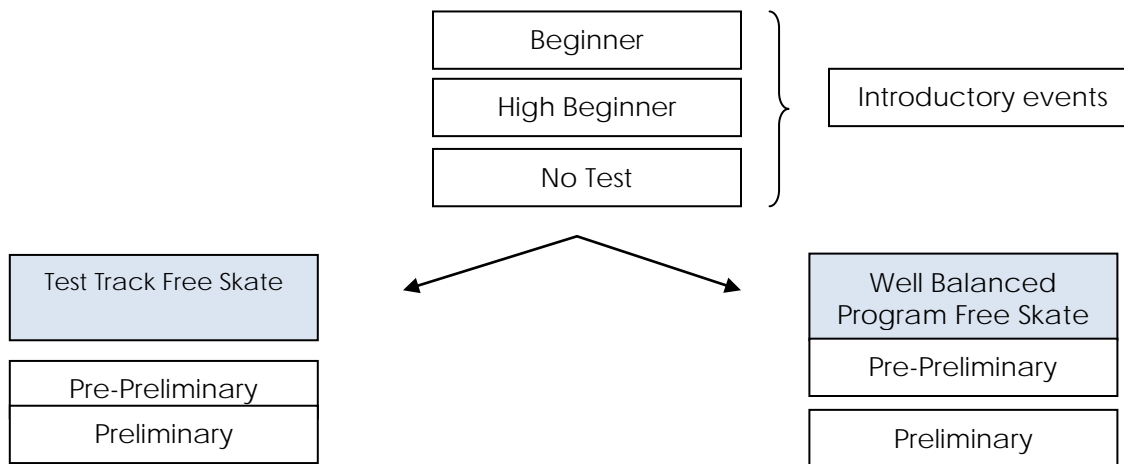 Beginner
High Beginner
No Test
Introductory events
Test Track Free Skate
Pre-Preliminary
Preliminary
Well Balanced
Program Free Skate
Pre-Preliminary
Preliminary